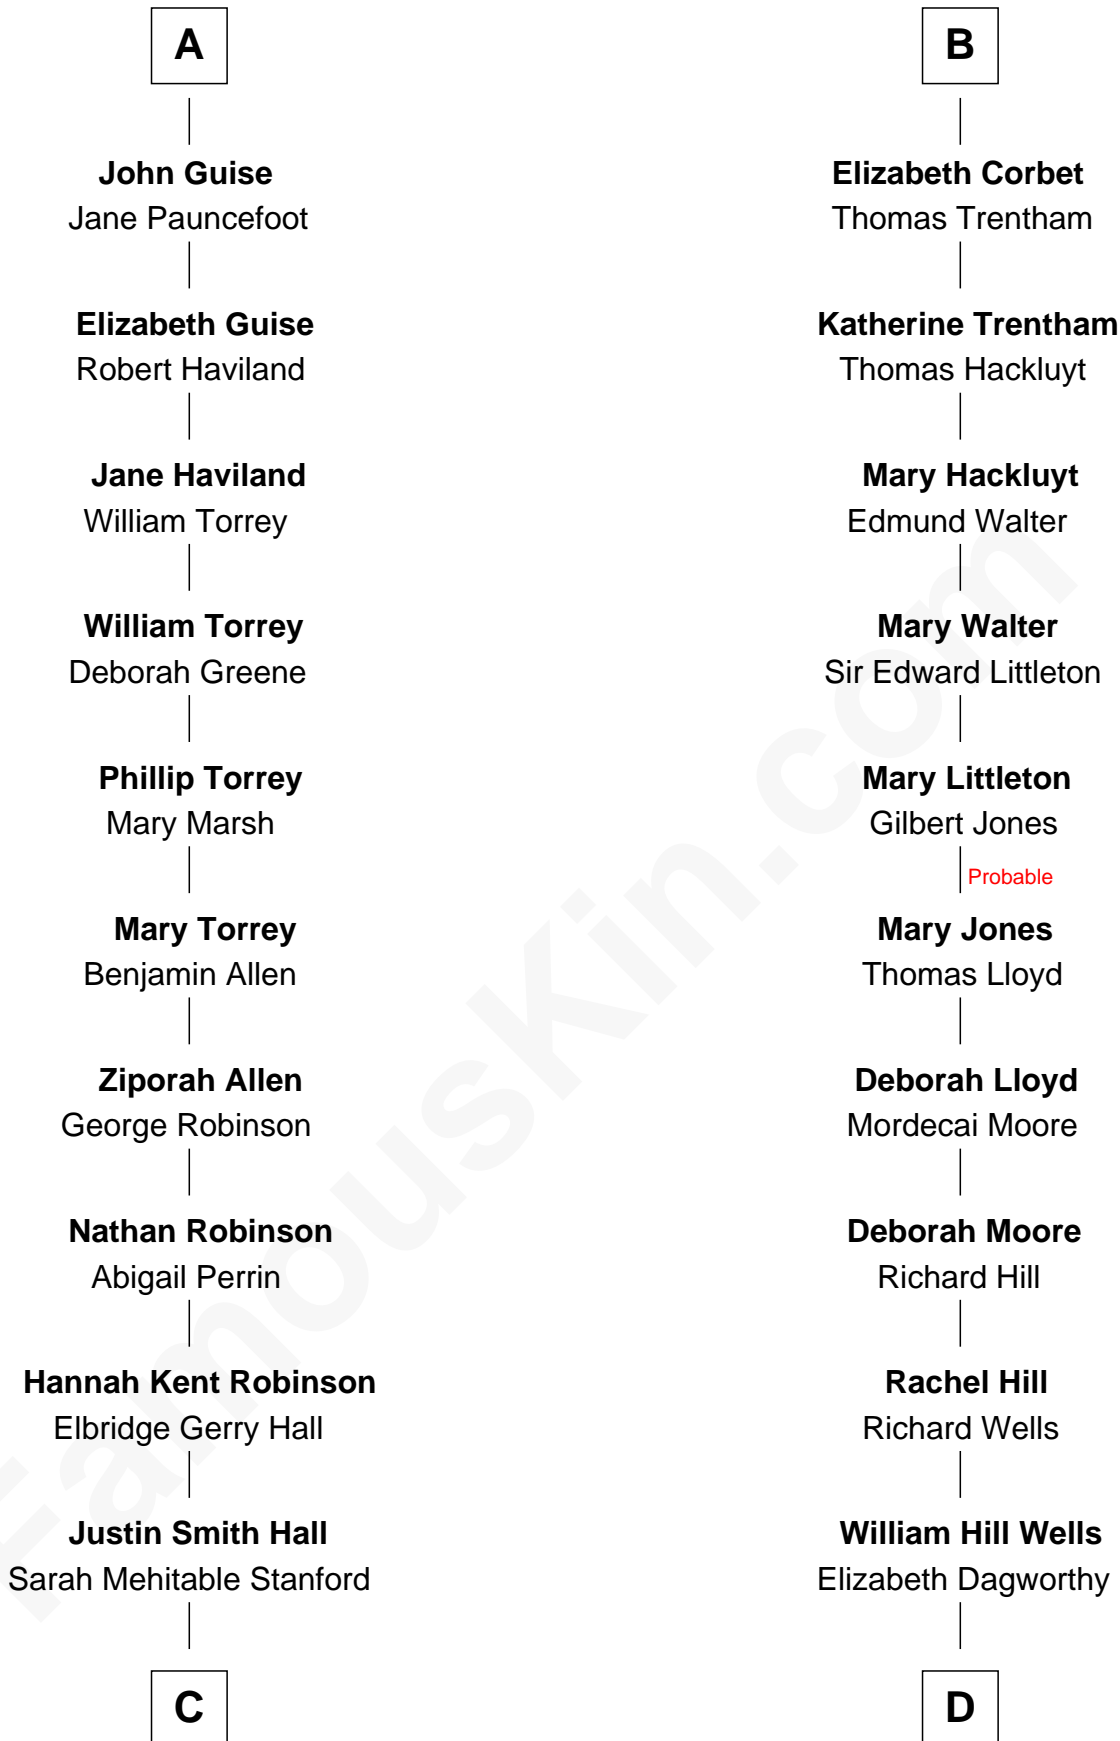 A
John Guise
Jane Pauncefoot
Elizabeth Guise
Robert Haviland
Jane Haviland
William Torrey
William Torrey
Deborah Greene
Phillip Torrey
Mary Marsh
Mary Torrey
Benjamin Allen
Ziporah Allen
George Robinson
Nathan Robinson
Abigail Perrin
Hannah Kent Robinson
Elbridge Gerry Hall
Justin Smith Hall
Sarah Mehitable Stanford
C
B
Elizabeth Corbet
Thomas Trentham
Katherine Trentham
Thomas Hackluyt
Mary Hackluyt
Edmund Walter
Mary Walter
Sir Edward Littleton
Mary Littleton
Gilbert Jones
Probable
Mary Jones
Thomas Lloyd
Deborah Lloyd
Mordecai Moore
Deborah Moore
Richard Hill
Rachel Hill
Richard Wells
William Hill Wells
Elizabeth Dagworthy
D
FamousKin.com